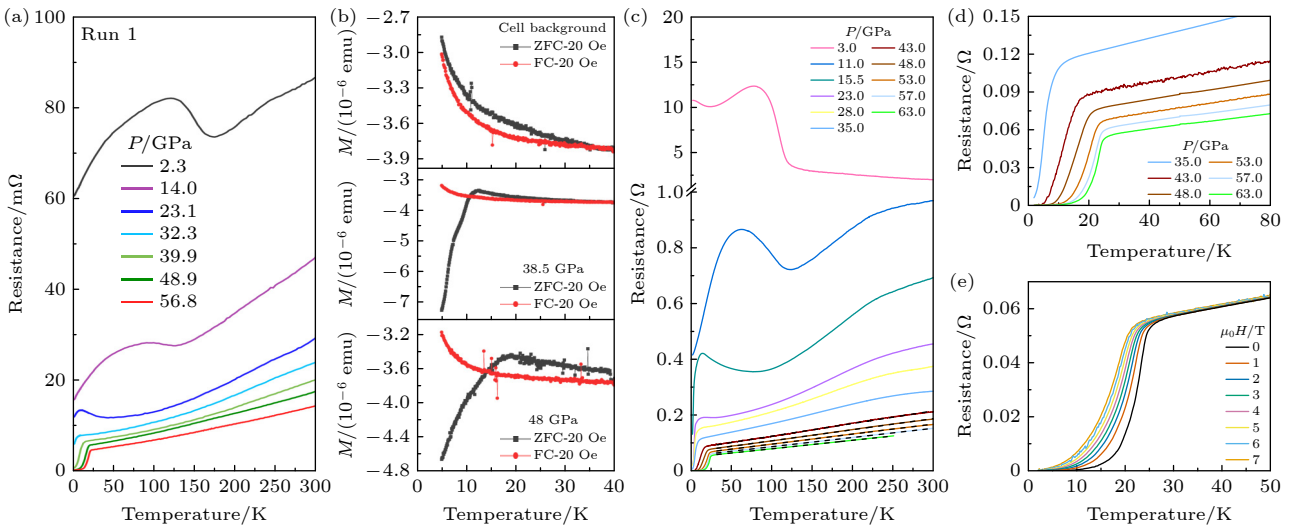 (a)
Run 1
P/GPa
2.3
14.0
23.1
32.3
39.9
48.9
56.8
100
80
60
40
20
0
Resistance/mΩ
0 50 100 150 200 250 300
Temperature/K
(b)
Cell background
ZFC-20 Oe
FC-20 Oe
−2.7
−3.0
−3.3
−3.6
−3.9
M/(10⁻⁶ emu)
38.5 GPa
ZFC-20 Oe
FC-20 Oe
−3
−4
−5
−6
−7
M/(10⁻⁶ emu)
48 GPa
ZFC-20 Oe
FC-20 Oe
−3.2
−3.6
−4.0
−4.4
−4.8
M/(10⁻⁶ emu)
0 10 20 30 40
Temperature/K
(c)
P/GPa
3.0 43.0
11.0 48.0
15.5 53.0
23.0 57.0
28.0 63.0
35.0
20
15
10
5
1.0
0.8
0.6
0.4
0.2
0
Resistance/Ω
0 50 100 150 200 250 300
Temperature/K
(d)
0.15
0.12
0.09
0.06
0.03
0
Resistance/Ω
P/GPa
35.0 53.0
43.0 57.0
48.0 63.0
0 20 40 60 80
Temperature/K
(e)
0.06
0.04
0.02
0
Resistance/Ω
μ₀H/T
0
1
2
3
4
5
6
7
0 10 20 30 40 50
Temperature/K